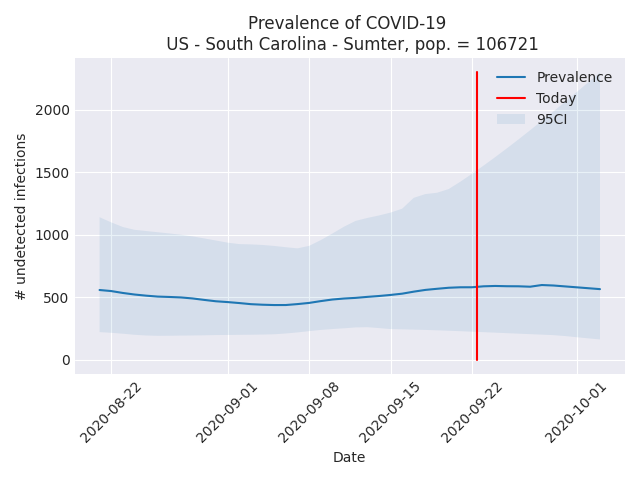 Prevalence of COVID-19
US - South Carolina - Sumter, pop. = 106721
Prevalence
Today
95CI
# undetected infections
2000
1500
1000
500
0
2020-08-22
2020-09-01
2020-09-08
2020-09-15
2020-09-22
2020-10-01
Date